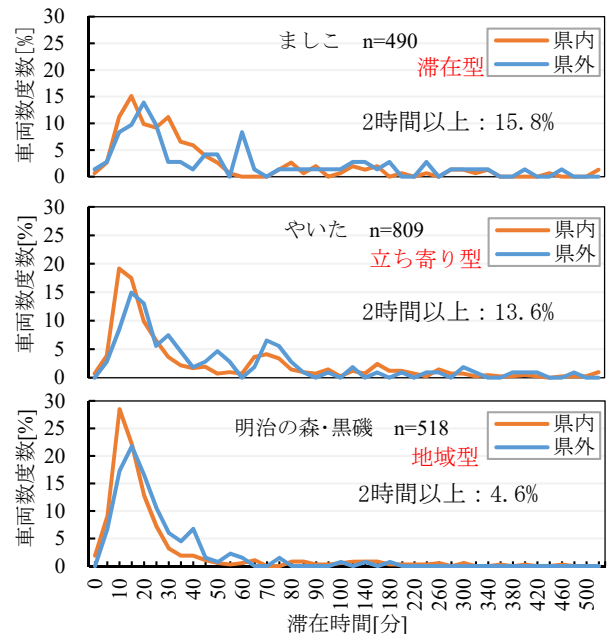 30
25
20
15
10
5
0
車両数度数[%]
ましこ n=490
滞在型
2時間以上：15.8%
県内
県外
30
25
20
15
10
5
0
車両数度数[%]
やいた n=809
立ち寄り型
2時間以上：13.6%
県内
県外
30
25
20
15
10
5
0
車両数度数[%]
明治の森・黒磯 n=518
地域型
2時間以上：4.6%
県内
県外
0 10 20 30 40 50 60 70 80 90 100 140 180 220 260 300 340 380 420 460 500
滞在時間[分]